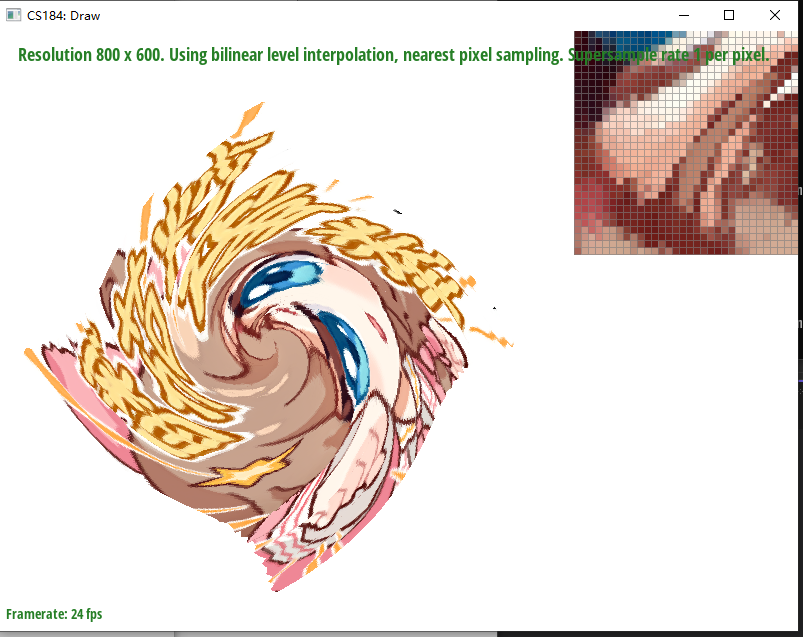 CS184: Draw
Resolution 800 x 600. Using bilinear level interpolation, nearest pixel sampling. Supersample rate 1 per pixel.
Framerate: 24 fps